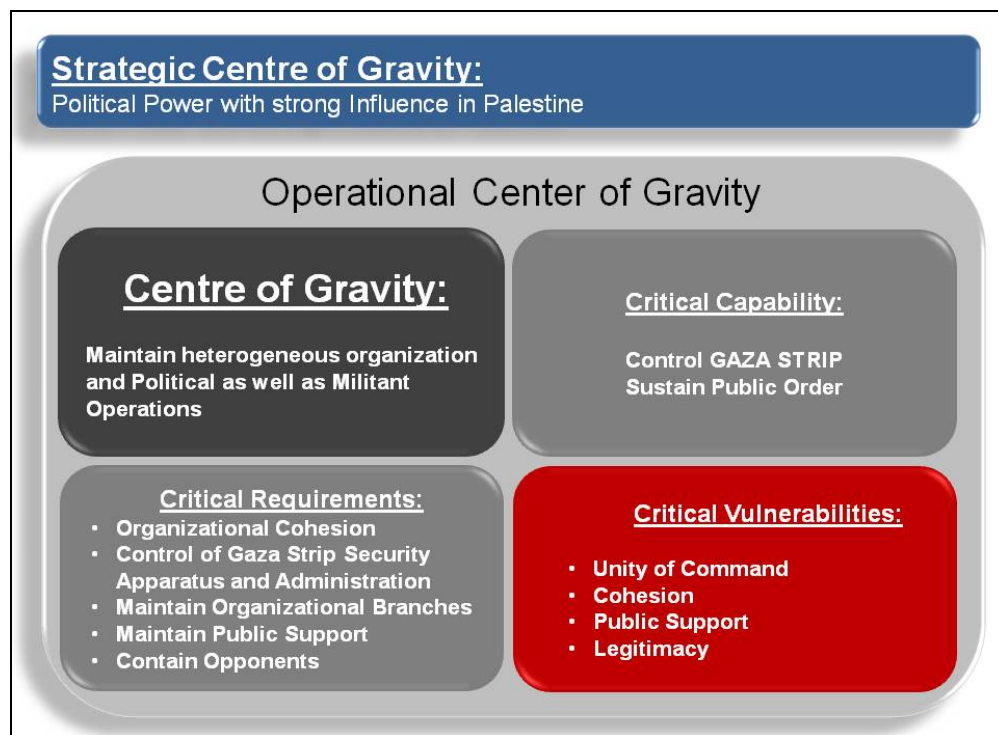 Strategic Centre of Gravity:
Political Power with strong Influence in Palestine
Operational Center of Gravity
Centre of Gravity:
Maintain heterogeneous organization
and Political as well as Militant
Operations
Critical Capability:
Control GAZA STRIP
Sustain Public Order
Critical Requirements:
• Organizational Cohesion
• Control of Gaza Strip Security
Apparatus and Administration
• Maintain Organizational Branches
• Maintain Public Support
• Contain Opponents
Critical Vulnerabilities:
• Unity of Command
• Cohesion
• Public Support
• Legitimacy